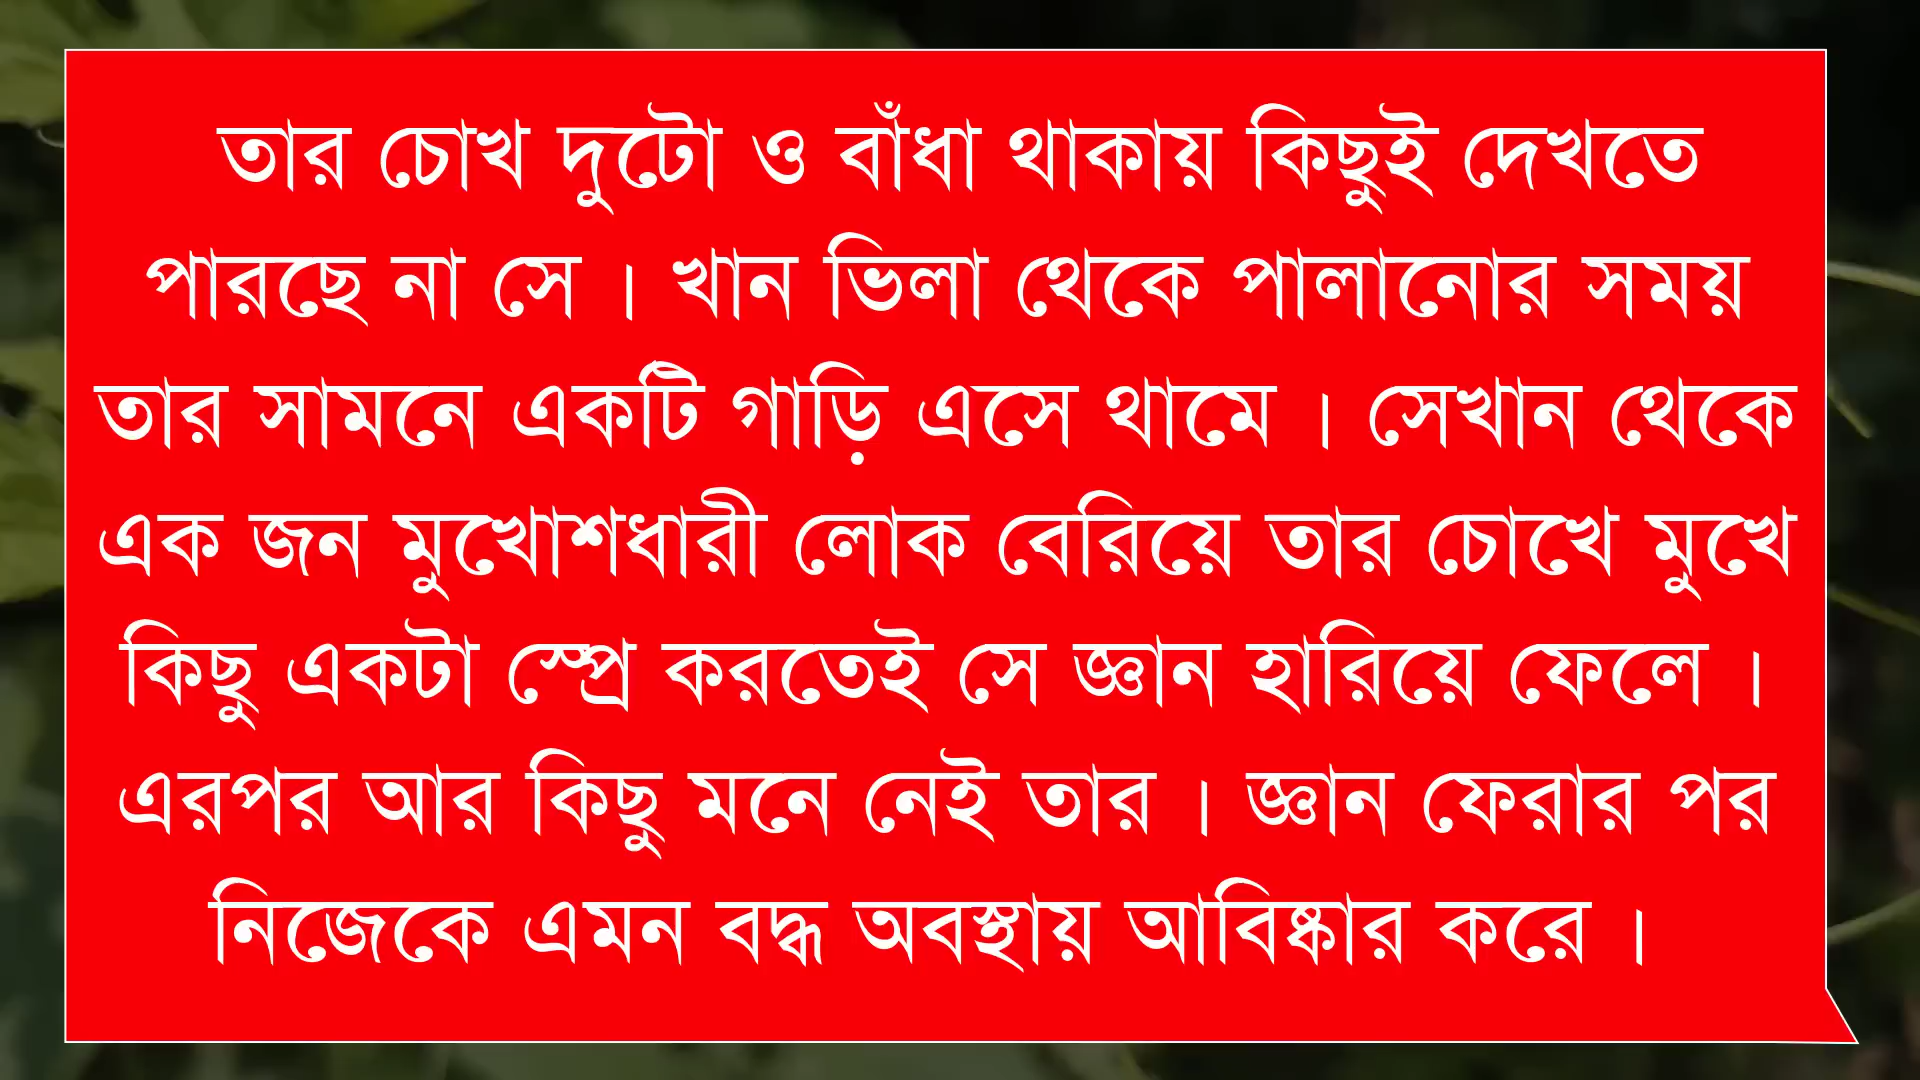 তার চোখ দুটো ও বাঁধা থাকায় কিছুই দেখতে
পারছে না সে । খান ভিলা থেকে পালানোর সময়
তার সামনে একটি গাড়ি এসে থামে । সেখান থেকে
এক জন মুখোশধারী লোক বেরিয়ে তার চোখে মুখে
কিছু একটা স্প্রে করতেই সে জ্ঞান হারিয়ে ফেলে ।
এরপর আর কিছু মনে নেই তার । জ্ঞান ফেরার পর
নিজেকে এমন বদ্ধ অবস্থায় আবিষ্কার করে ।